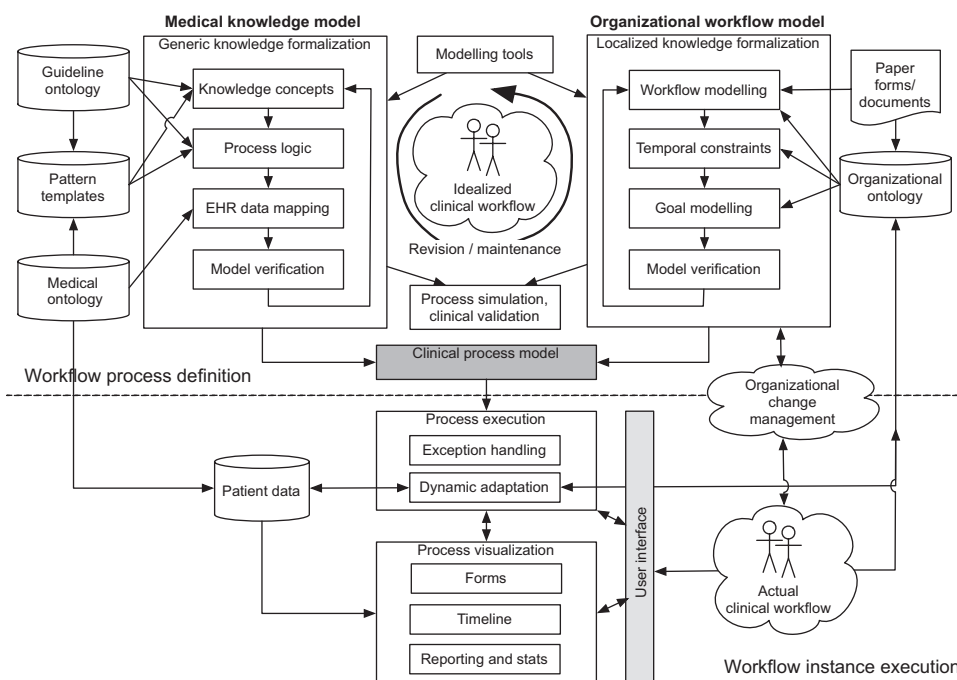 Medical knowledge model
Organizational workflow model
Generic knowledge formalization
Modelling tools
Localized knowledge formalization
Guideline
ontology
Knowledge concepts
Workflow modelling
Paper
forms/
documents
Process logic
Temporal constraints
Pattern
templates
Idealized
clinical workflow
Organizational
ontology
EHR data mapping
Goal modelling
Revision / maintenance
Medical
ontology
Model verification
Model verification
Process simulation,
clinical validation
Clinical process model
Workflow process definition
Organizational
change
management
Process execution
Exception handling
Patient data
Dynamic adaptation
User interface
Process visualization
Forms
Actual
clinical workflow
Timeline
Reporting and stats
Workflow instance execution